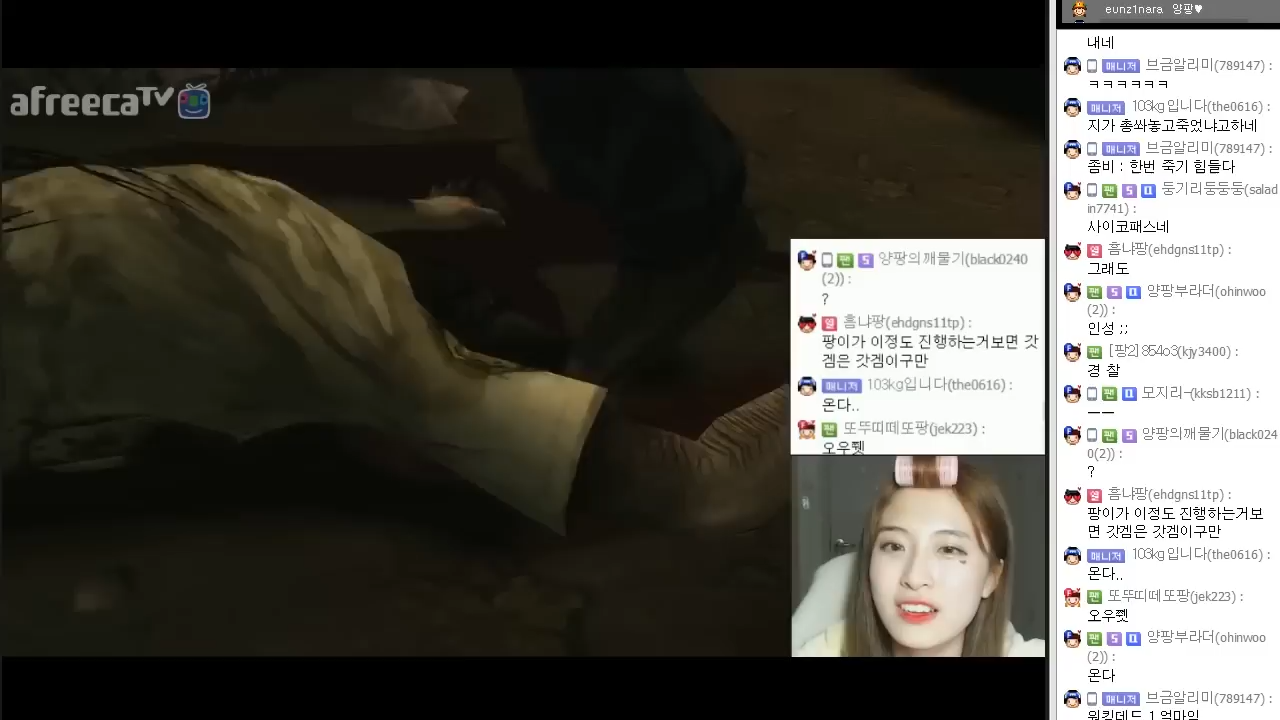 afreecaTV
양팡의깨물기(black0240
(2)) :
?
열 흠냐팡(ehdgns11tp) :
팡이가 이정도 진행하는거보면 갓
겜은 갓겜이구만
매니저 103kg입니다(the0616) :
온다..
팬 또뚜띠떼또팡(jek223) :
오우쮓
eunz1nara 양팡♥
내네
매니저 브금알리미(789147) :
ㅋㅋㅋㅋㅋㅋ
매니저 103kg입니다(the0616) :
지가 총쏴놓고죽었냐고하네
매니저 브금알리미(789147) :
좀비 : 한번 죽기 힘들다
팬 S 둥기리둥둥둥(salad
in7741) :
사이코패스네
열 흠냐팡(ehdgns11tp) :
그래도
팬 S 양팡부라더(ohinwoo
(2)) :
인성 ;;
팬 [팡2]854o3(kjy3400) :
경 찰
팬 모지리-(kksb1211) :
ㅡㅡ
팬 S 양팡의깨물기(black024
0(2)) :
?
열 흠냐팡(ehdgns11tp) :
팡이가 이정도 진행하는거보
면 갓겜은 갓겜이구만
매니저 103kg입니다(the0616) :
온다..
팬 또뚜띠떼또팡(jek223) :
오우쮓
팬 S 양팡부라더(ohinwoo
(2)) :
온다
매니저 브금알리미(789147) :